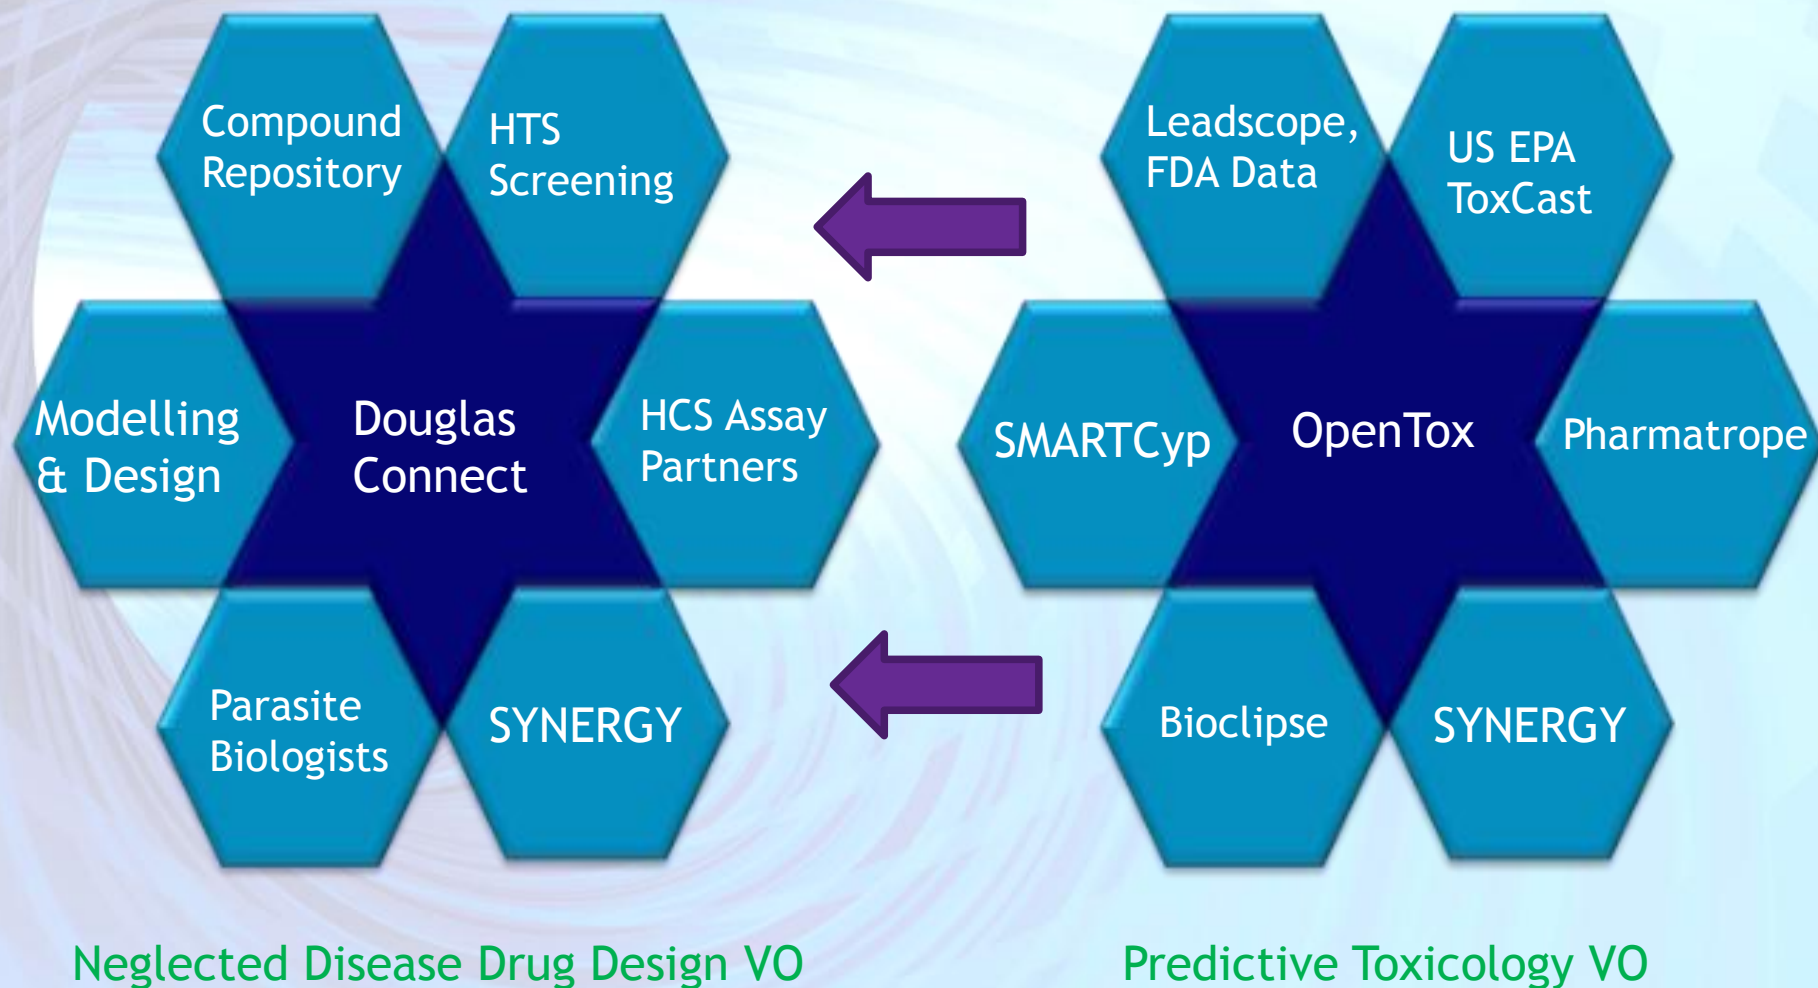 Compound
Repository
HTS
Screening
Modelling
& Design
Douglas
Connect
HCS Assay
Partners
Parasite
Biologists
SYNERGY
Neglected Disease Drug Design VO
Leadscope,
FDA Data
US EPA
ToxCast
SMARTCyp
OpenTox
Pharmatrope
Bioclipse
SYNERGY
Predictive Toxicology VO